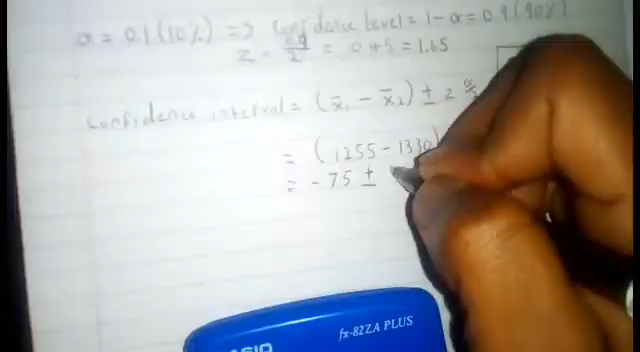 α = 0.1 (10%) => Confidence level = 1 - α = 0.9 (90%)
z · 0.9/2 = 0.45 = 1.65
Confidence interval = (x̄₁ - x̄₂) ± z α
= (1255 - 1330)
= -75 ±
CASIO fx-82ZA PLUS